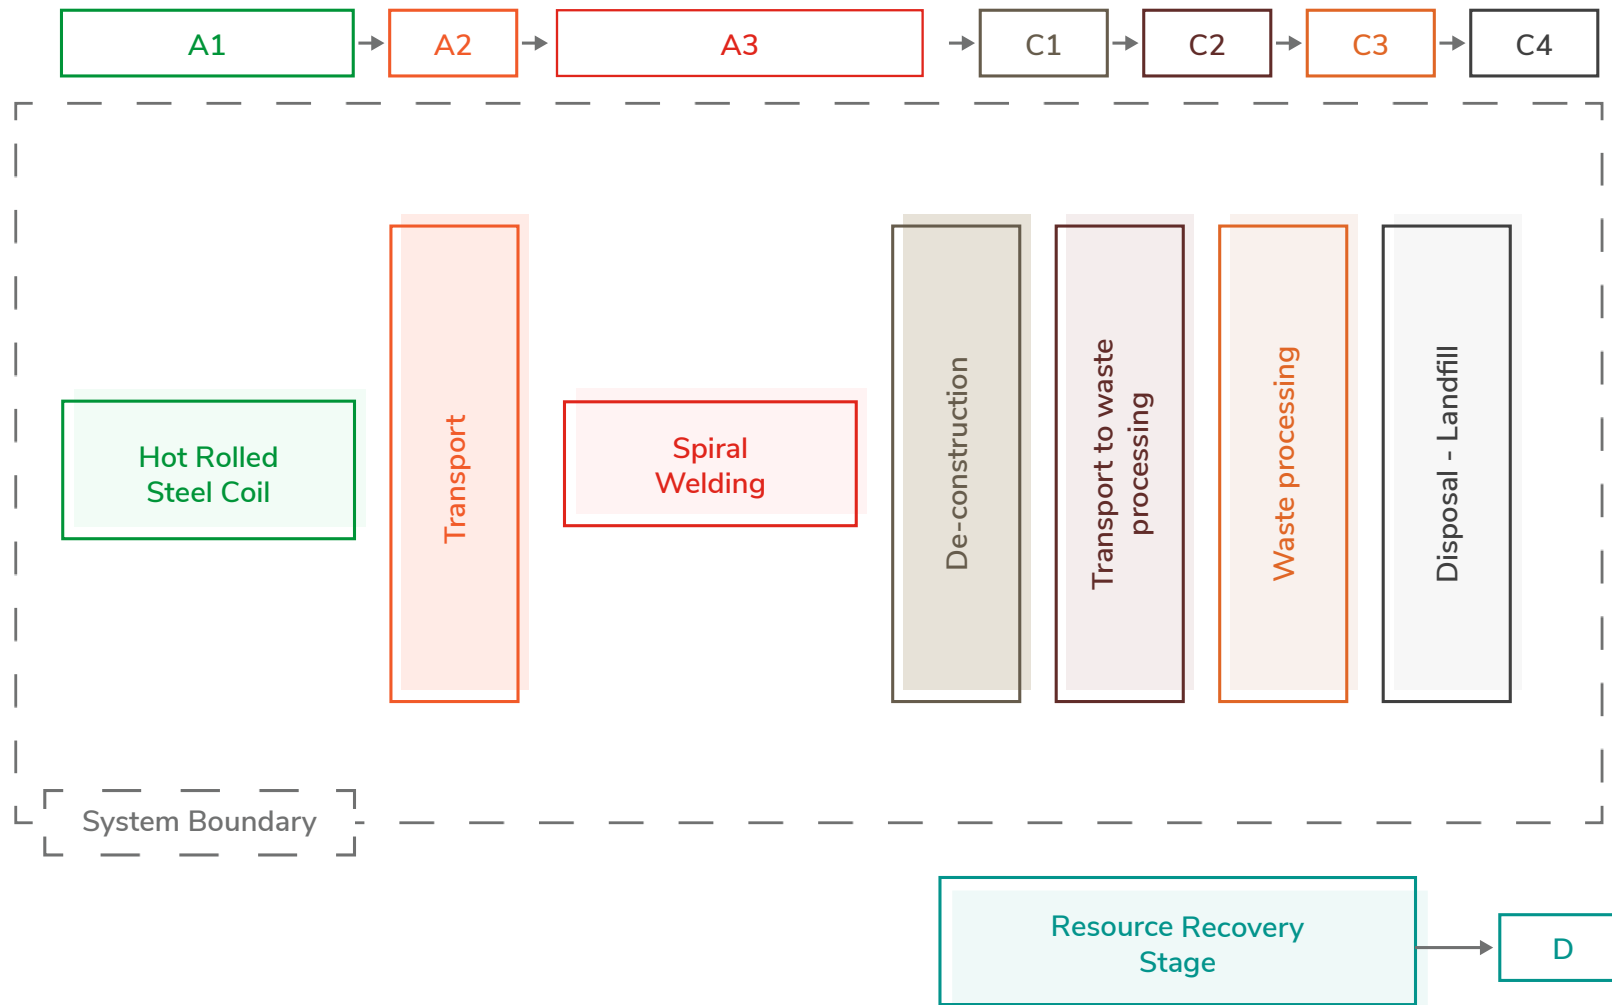 A1
A2
A3
C1
C2
C3
C4
Hot Rolled
Steel Coil
Transport
Spiral
Welding
De-construction
Transport to waste
processing
Waste processing
Disposal - Landfill
System Boundary
Resource Recovery
Stage
D